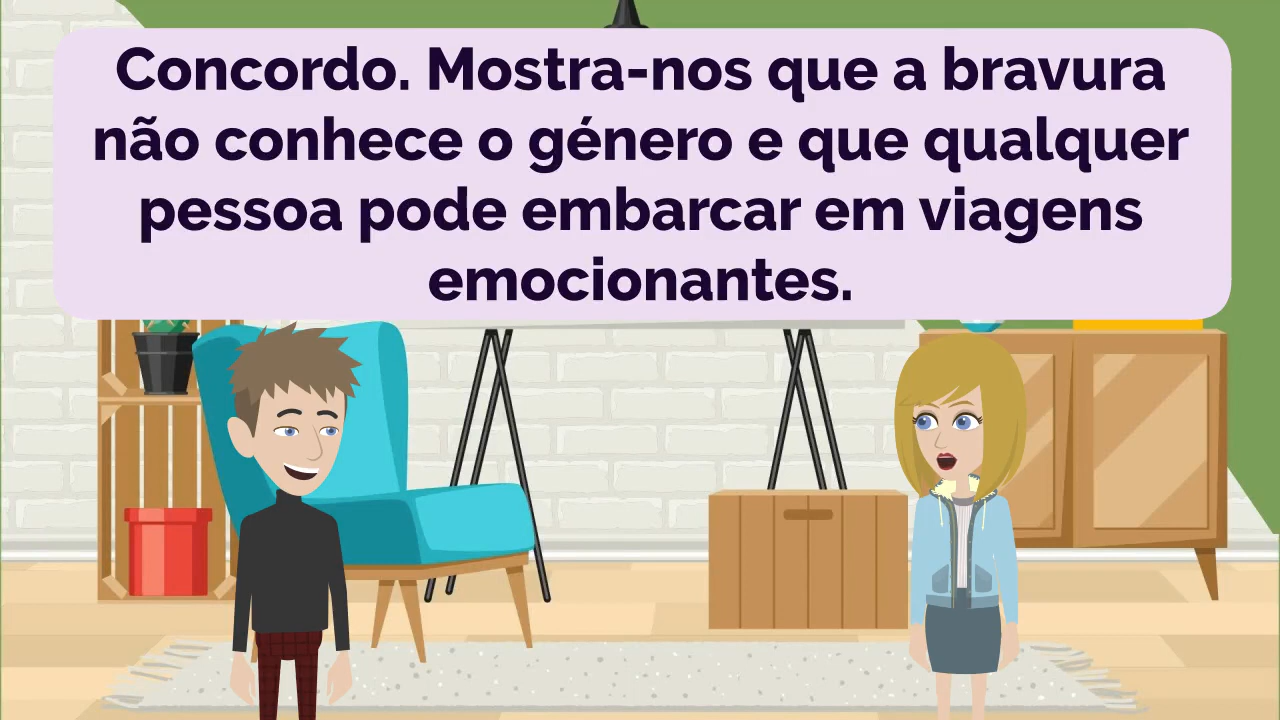 Concordo. Mostra-nos que a bravura
não conhece o género e que qualquer
pessoa pode embarcar em viagens
emocionantes.